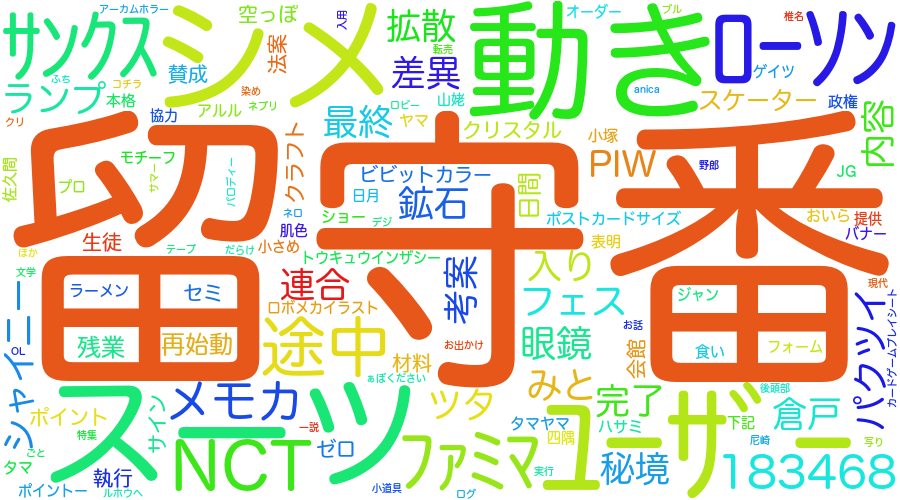 アーカムホラー
空っぽ
入用
拡散
オーダー
ブル
椎名
サンクス
シメ
動き
ローソン
転売
法案
ふち
賛成
差異
コチラ
ゲイツ
ランプ
本格
染め
ネプリ
ロビー
山姥
anica
スケーター
政権
アルル
クリ
協力
最終
ヤマ
クリスタル
小塚
内容
留守番
クラフト
モチーフ
サマー
パロディー
佐久間
プロ
ビビットカラー
PIW
野郎
JG
日月
鉱石
日間
ネロ
ショー
デジ
ポストカードサイズ
おいら
提供
バナー
肌色
生徒
テープ
だらけ
小さめ
表明
ほか
トウキュウインザシー
文学
連合
考案
入り
現代
ラーメン
セミ
ロボメカイラスト
フェス
ジャン
シャイニー
途中
お話
パクツイ
カードゲームプレイシート
残業
再始動
お出かけ
眼鏡
会館
食い
フォーム
OL
材料
ぁぼください
みと
後頭部
スツ
メモカ
ツタ
完了
ユーザー
倉戸
ポイント
サイン
一説
タマヤマ
ハサミ
下記
特集
NCT
ゼロ
ファミマ
四隅
尼崎
写り
ごと
タマ
執行
実行
秘境
183468
ポイントー
ルホウヘ
小道具
ログ